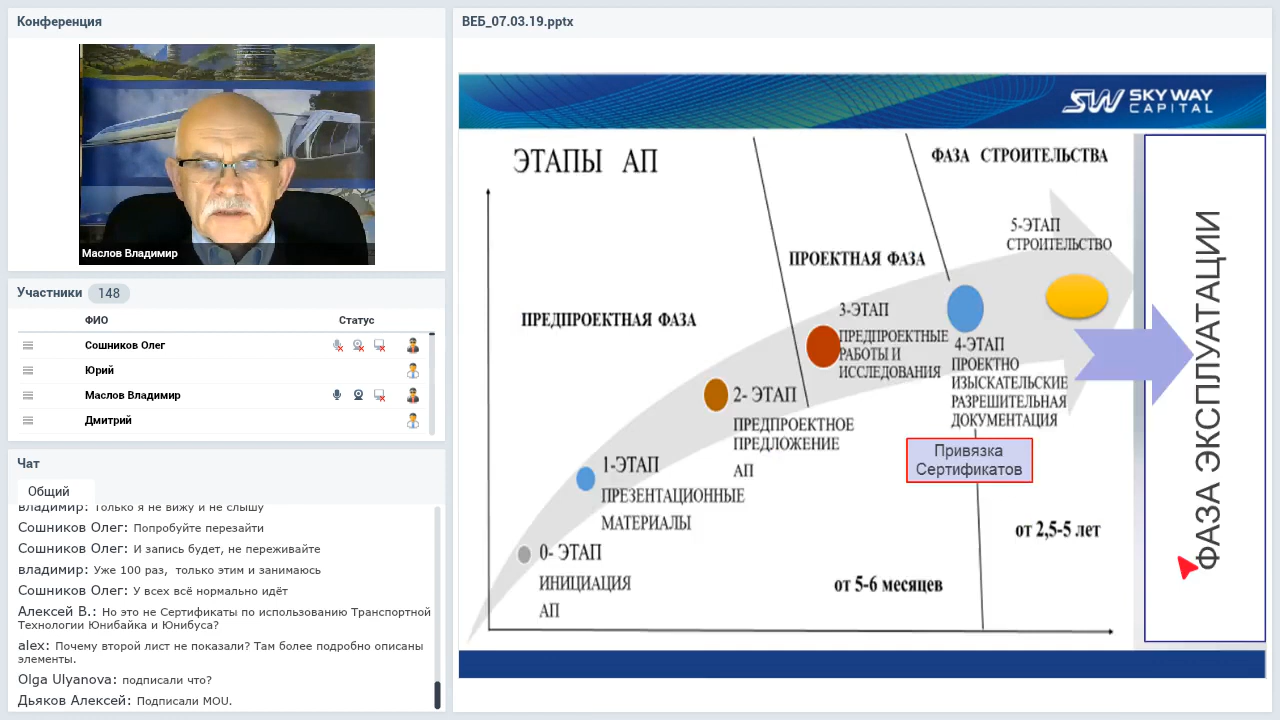 Конференция
Маслов Владимир
Участники 148
ФИО Статус
Сошников Олег
Юрий
Маслов Владимир
Дмитрий
Чат
Общий
владимир: Только я не вижу и не слышу
Сошников Олег: Попробуйте перезайти
Сошников Олег: И запись будет, не переживайте
владимир: Уже 100 раз, только этим и занимаюсь
Сошников Олег: У всех всё нормально идёт
Алексей В.: Но это не Сертификаты по использованию Транспортной
Технологии Юнибайка и Юнибуса?
alex: Почему второй лист не показали? Там более подробно описаны
элементы.
Olga Ulyanova: подписали что?
Дьяков Алексей: Подписали MOU.
ВЕБ_07.03.19.pptx
SW SKY WAY
CAPITAL
ЭТАПЫ АП
ФАЗА СТРОИТЕЛЬСТВА
5-ЭТАП
СТРОИТЕЛЬСТВО
ПРОЕКТНАЯ ФАЗА
ПРЕДПРОЕКТНАЯ ФАЗА
3-ЭТАП
ПРЕДПРОЕКТНЫЕ
РАБОТЫ И
ИССЛЕДОВАНИЯ
4-ЭТАП
ПРОЕКТНО
ИЗЫСКАТЕЛЬСКИЕ
РАЗРЕШИТЕЛЬНАЯ
ДОКУМЕНТАЦИЯ
2- ЭТАП
ПРЕДПРОЕКТНОЕ
ПРЕДЛОЖЕНИЕ
АП
Привязка
Сертификатов
1-ЭТАП
ПРЕЗЕНТАЦИОННЫЕ
МАТЕРИАЛЫ
0- ЭТАП
ИНИЦИАЦИЯ
АП
от 5-6 месяцев
от 2,5-5 лет
ФАЗА ЭКСПЛУАТАЦИИ